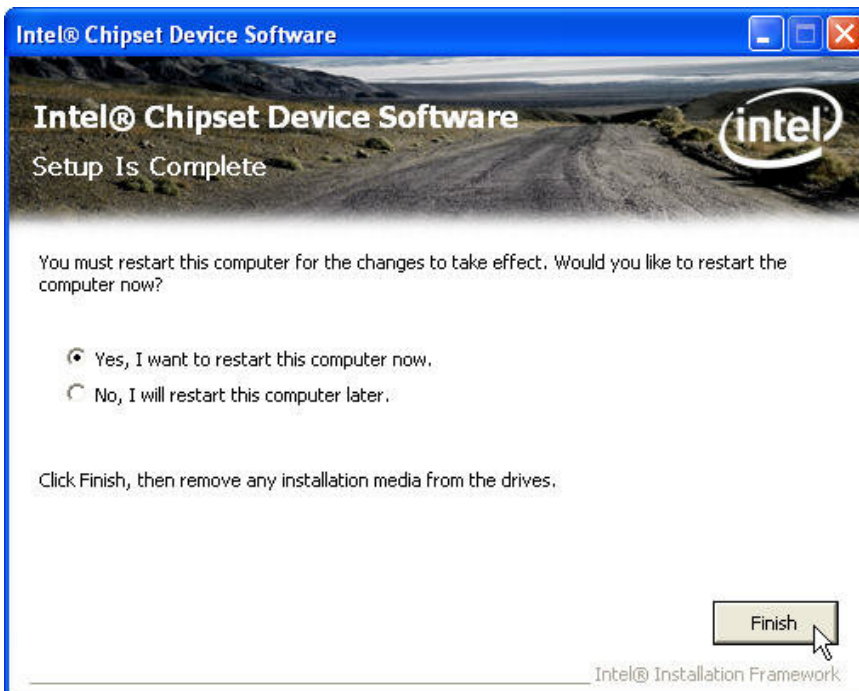 Intel® Chipset Device Software
Intel® Chipset Device Software
intel
Setup Is Complete
You must restart this computer for the changes to take effect. Would you like to restart the
computer now?
Yes, I want to restart this computer now.
No, I will restart this computer later.
Click Finish, then remove any installation media from the drives.
Finish
Intel® Installation Framework